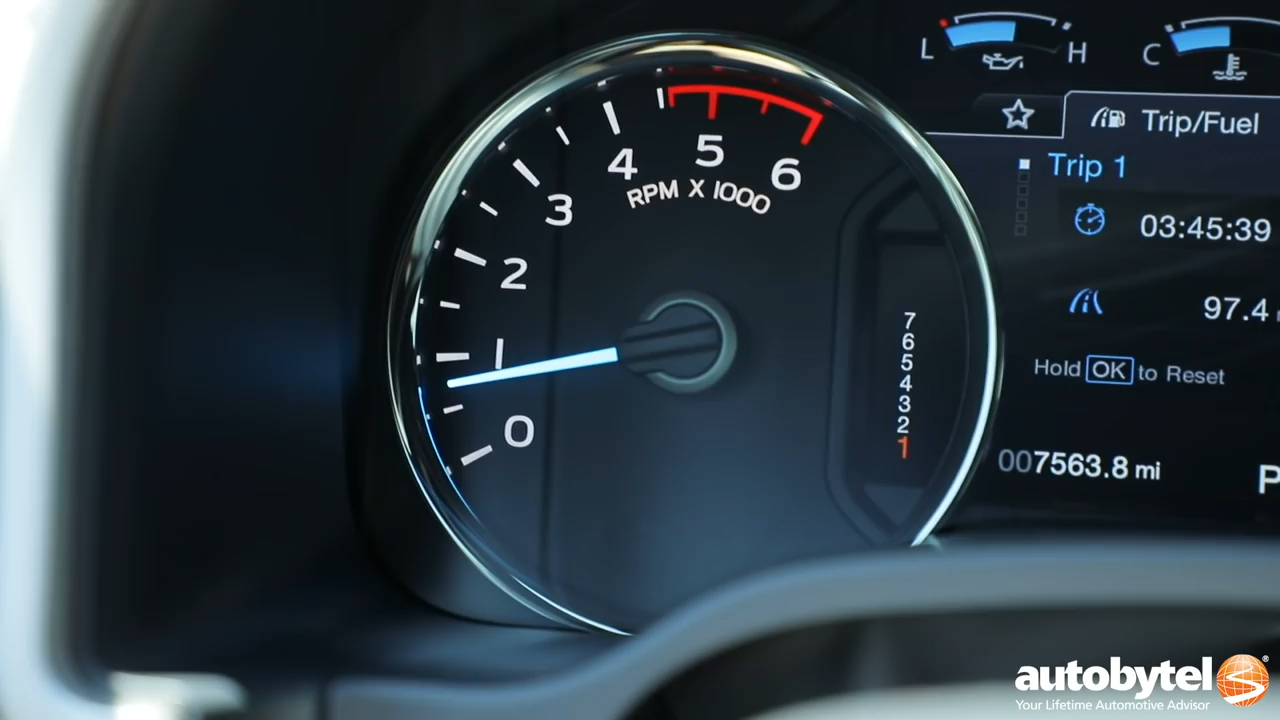 0
1
2
3
4
5
6
RPM X 1000
7
6
5
4
3
2
1
L
H
C
Trip/Fuel
Trip 1
03:45:39
97.4
Hold OK to Reset
007563.8 mi
P
autobytel®
Your Lifetime Automotive Advisor